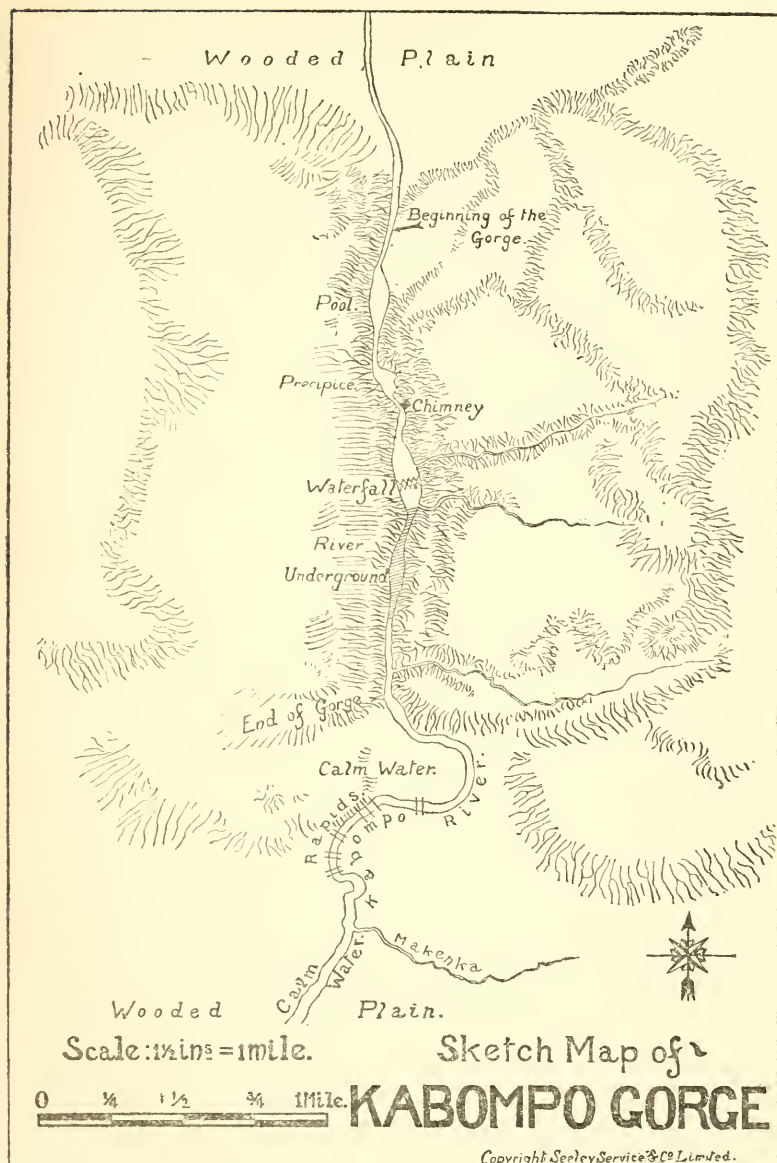 Wooded Plain
Beginning of the
Gorge.
Pool.
Precipice.
Chimney
Waterfall
River
Underground
End of Gorge
Calm Water.
Rapids.
Kabompo River.
Makenka
Calm Water.
Wooded Plain.
Scale: 1½ ins = 1 mile.
Sketch Map of
0 ¼ ½ ¾ 1 Mile.
KABOMPO GORGE
Copyright Seeley Service & Co Limited.